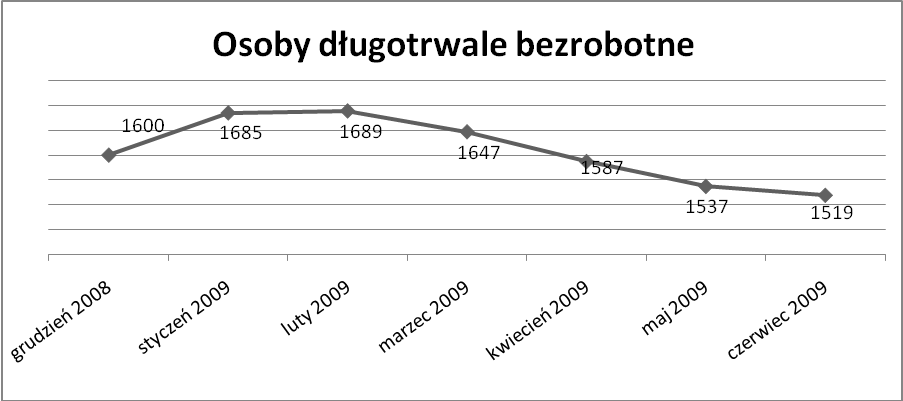 Osoby długotrwale bezrobotne
1600
1685
1689
1647
1587
1537
1519
grudzień 2008
styczeń 2009
luty 2009
marzec 2009
kwiecień 2009
maj 2009
czerwiec 2009